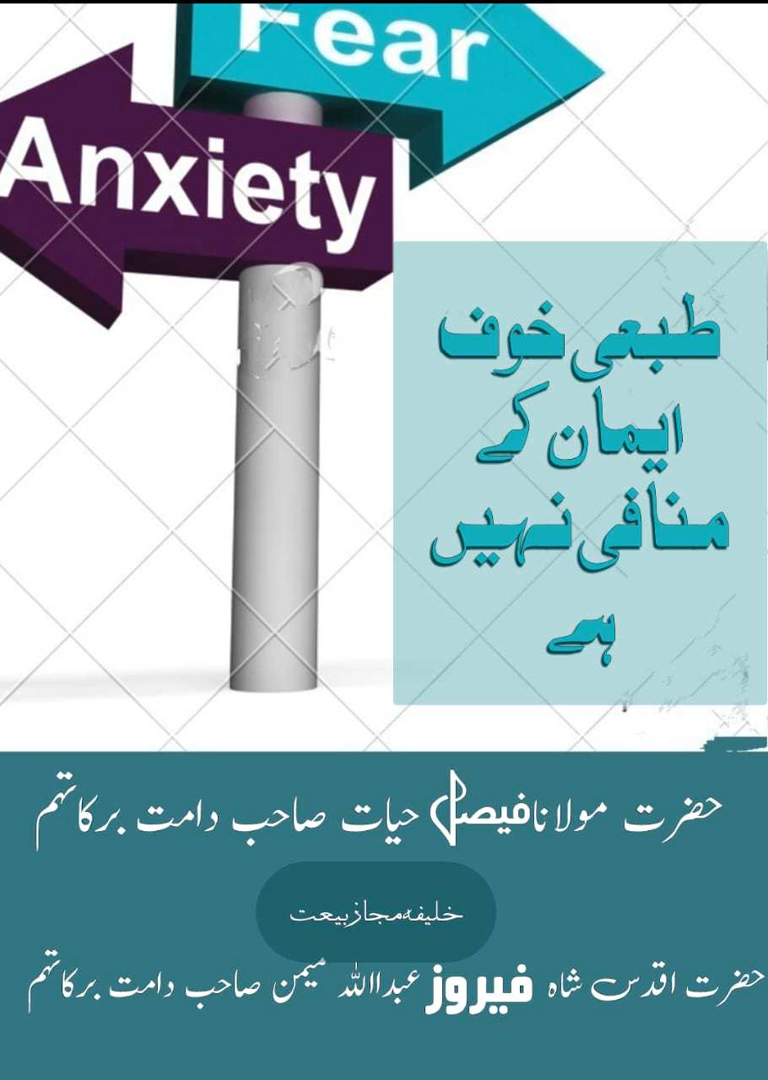 Fear
Anxiety
طبعی خوف
ایمان کے
منافی نہیں
ہے
حضرت مولانا فیصل حیات صاحب دامت برکاتہم
خلیفہ مجاز بیعت
حضرت اقدس شاہ فیروز عبداللہ میمن صاحب دامت برکاتہم